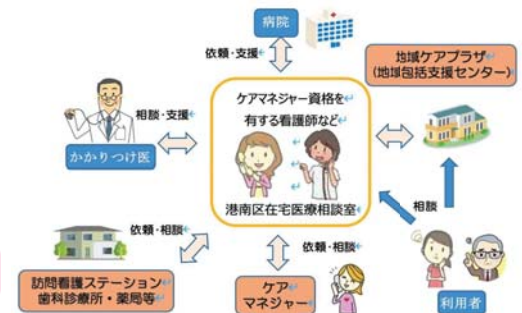 病院
依頼・支援
地域ケアプラザ
(地域包括支援センター)
ケアマネジャー資格を
有する看護師など
相談・支援
かかりつけ医
港南区在宅医療相談室
相談
依頼・相談
依頼・相談
訪問看護ステーション
歯科診療所・薬局等
ケア
マネジャー
利用者